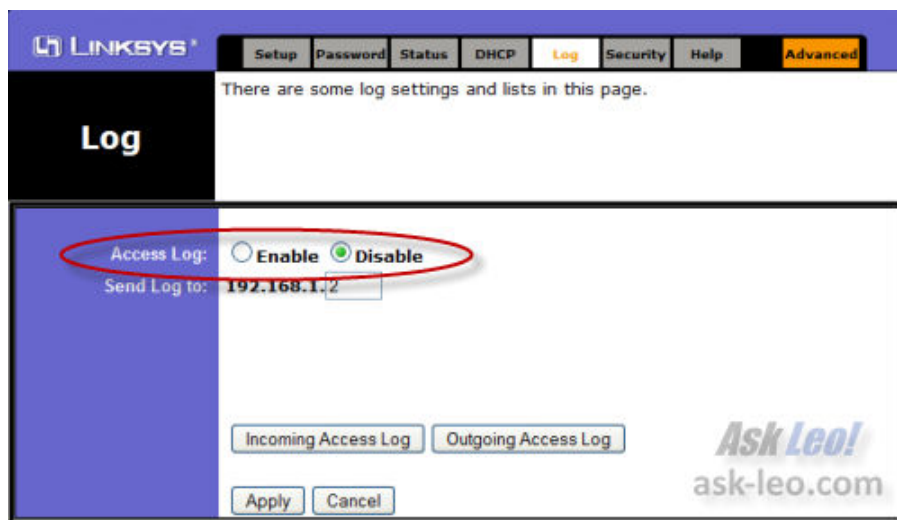 LINKSYS®
Setup Password Status DHCP Log Security Help Advanced
There are some log settings and lists in this page.
Log
Access Log: Enable Disable
Send Log to: 192.168.1.2
Incoming Access Log Outgoing Access Log
Ask Leo!
ask-leo.com
Apply Cancel